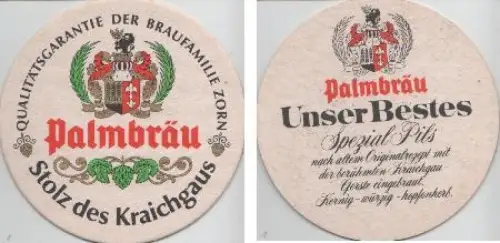 QUALITÄTSGARANTIE DER BRAUFAMILIE ZORN
Palmbräu
Stolz des Kraichgaus
Palmbräu
Unser Bestes
Spezial Pils
nach altem Originalrezept mit
der berühmten Kraichgau
Gerste eingebraut.
Kernig-würzig-hopfenherb.